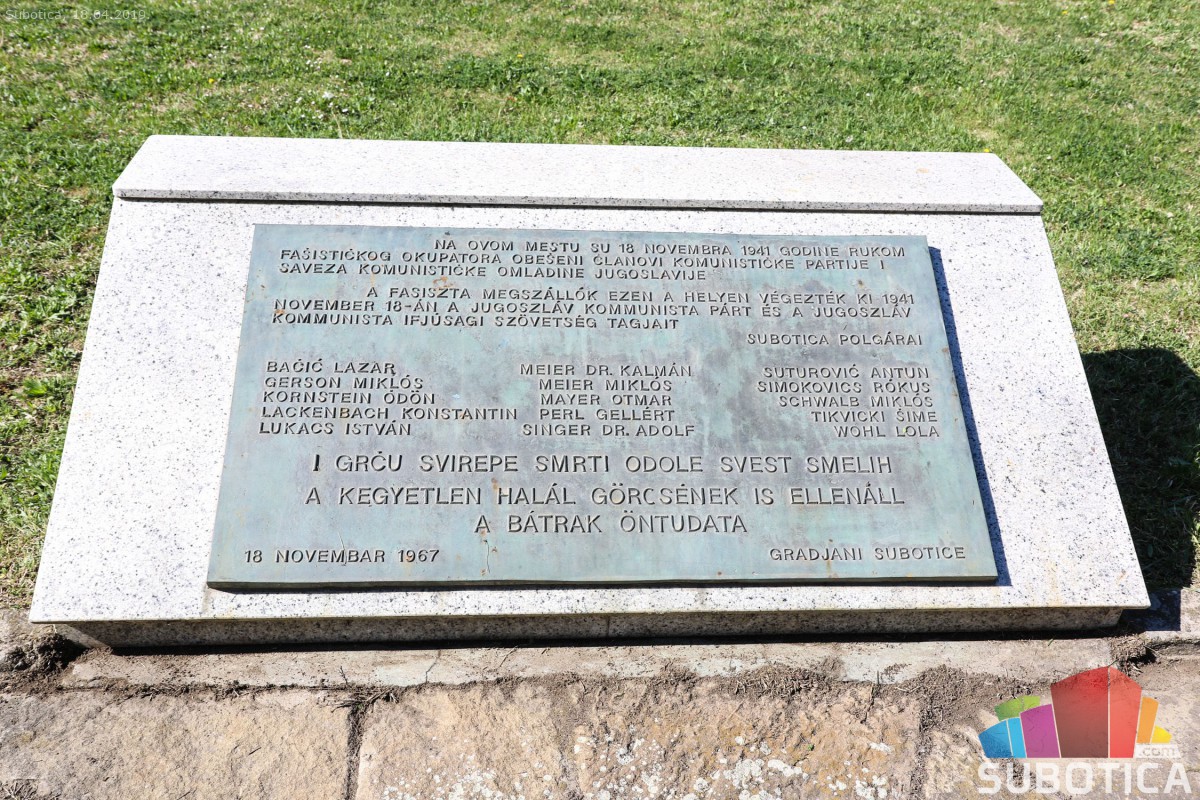 Subotica, 18.04.2019.
NA OVOM MESTU SU 18 NOVEMBRA 1941 GODINE RUKOM
FAŠISTIČKOG OKUPATORA OBEŠENI ČLANOVI KOMUNISTIČKE PARTIJE I
SAVEZA KOMUNISTIČKE OMLADINE JUGOSLAVIJE
A FASISZTA MEGSZÁLLÓK EZEN A HELYEN VÉGEZTÉK KI 1941
NOVEMBER 18-ÁN A JUGOSZLÁV KOMMUNISTA PÁRT ÉS A JUGOSZLÁV
KOMMUNISTA IFJÚSAGI SZÖVETSÉG TAGJAIT
SUBOTICA POLGÁRAI
BAČIĆ LAZAR
GERSON MIKLÓS
KORNSTEIN ÖDÖN
LACKENBACH KONSTANTIN
LUKACS ISTVÁN
MEIER DR. KALMÁN
MEIER MIKLÓS
MAYER OTMAR
PERL GELLÉRT
SINGER DR. ADOLF
SUTUROVIĆ ANTUN
SIMOKOVICS RÓKUS
SCHWALB MIKLÓS
TIKVICKI ŠIME
WOHL LOLA
I GRČU SVIREPE SMRTI ODOLE SVEST SMELIH
A KEGYETLEN HALÁL GÖRCSÉNEK IS ELLENÁLL
A BÁTRAK ÖNTUDATA
18 NOVEMBAR 1967
GRADJANI SUBOTICE
.com
SUBOTICA